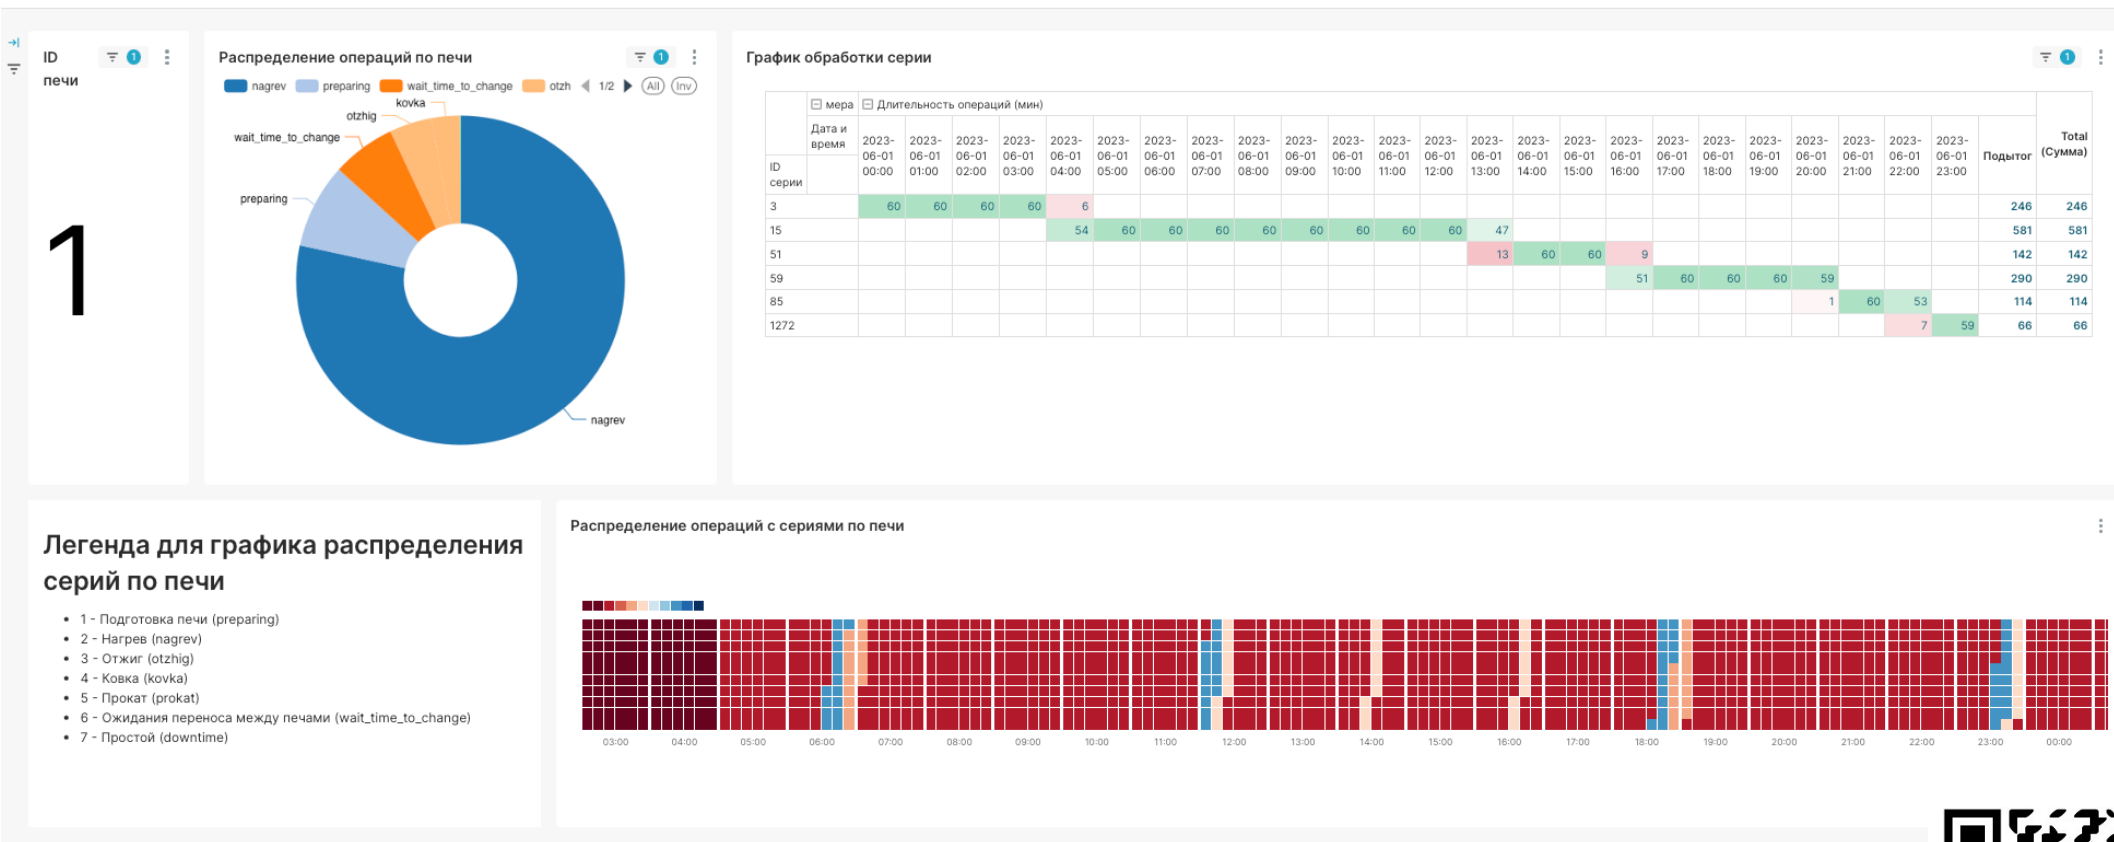 ID
печи
1
1
Распределение операций по печи
1
nagrev preparing wait_time_to_change otzh 1/2 All Inv
kovka
otzhig
wait_time_to_change
preparing
nagrev
График обработки серии
1
мера Длительность операций (мин)
Дата и время 2023-06-01 00:00 2023-06-01 01:00 2023-06-01 02:00 2023-06-01 03:00 2023-06-01 04:00 2023-06-01 05:00 2023-06-01 06:00 2023-06-01 07:00 2023-06-01 08:00 2023-06-01 09:00 2023-06-01 10:00 2023-06-01 11:00 2023-06-01 12:00 2023-06-01 13:00 2023-06-01 14:00 2023-06-01 15:00 2023-06-01 16:00 2023-06-01 17:00 2023-06-01 18:00 2023-06-01 19:00 2023-06-01 20:00 2023-06-01 21:00 2023-06-01 22:00 2023-06-01 23:00 Подытог Total (Сумма)
ID серии
3 60 60 60 60 6 246 246
15 54 60 60 60 60 60 60 60 60 47 581 581
51 13 60 60 9 142 142
59 51 60 60 60 59 290 290
85 1 60 53 114 114
1272 7 59 66 66
Легенда для графика распределения
серий по печи
• 1 - Подготовка печи (preparing)
• 2 - Нагрев (nagrev)
• 3 - Отжиг (otzhig)
• 4 - Ковка (kovka)
• 5 - Прокат (prokat)
• 6 - Ожидания переноса между печами (wait_time_to_change)
• 7 - Простой (downtime)
Распределение операций с сериями по печи
03:00 04:00 05:00 06:00 07:00 08:00 09:00 10:00 11:00 12:00 13:00 14:00 15:00 16:00 17:00 18:00 19:00 20:00 21:00 22:00 23:00 00:00